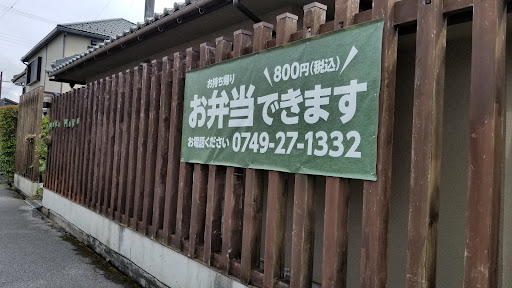 お持ち帰り
\800円(税込)/
お弁当できます
お電話ください 0749-27-1332